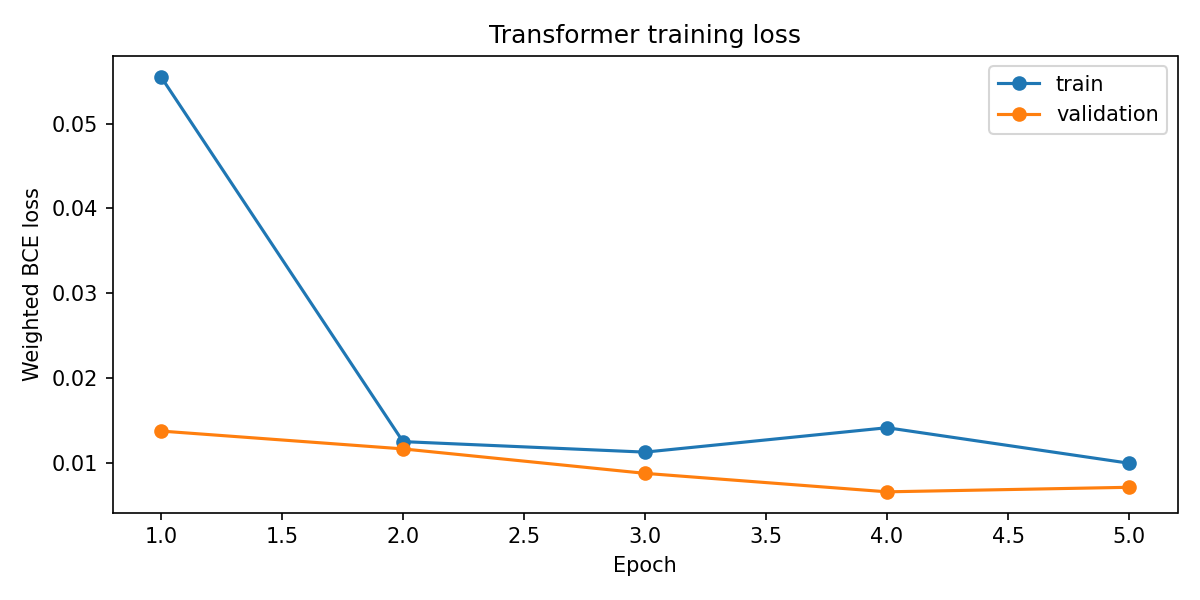 Transformer training loss
train
validation
Weighted BCE loss
0.05
0.04
0.03
0.02
0.01
1.0 1.5 2.0 2.5 3.0 3.5 4.0 4.5 5.0
Epoch